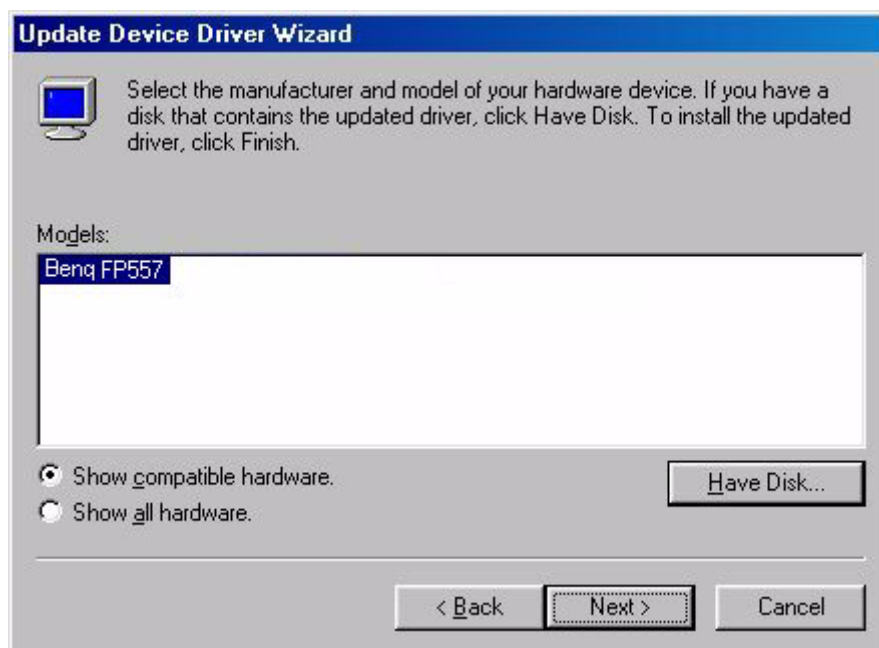 Update Device Driver Wizard
Select the manufacturer and model of your hardware device. If you have a
disk that contains the updated driver, click Have Disk. To install the updated
driver, click Finish.
Models:
Benq FP557
Show compatible hardware.
Have Disk...
Show all hardware.
< Back Next > Cancel